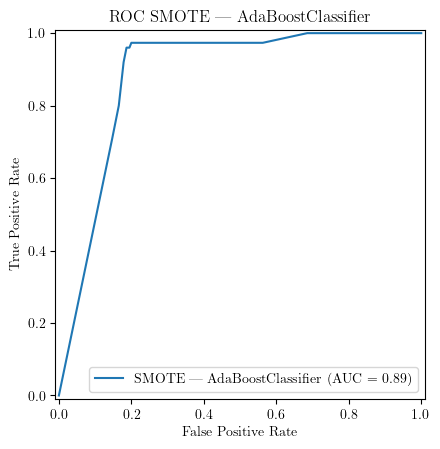 ROC SMOTE — AdaBoostClassifier
1.0
0.8
0.6
0.4
0.2
0.0
True Positive Rate
SMOTE — AdaBoostClassifier (AUC = 0.89)
0.0 0.2 0.4 0.6 0.8 1.0
False Positive Rate